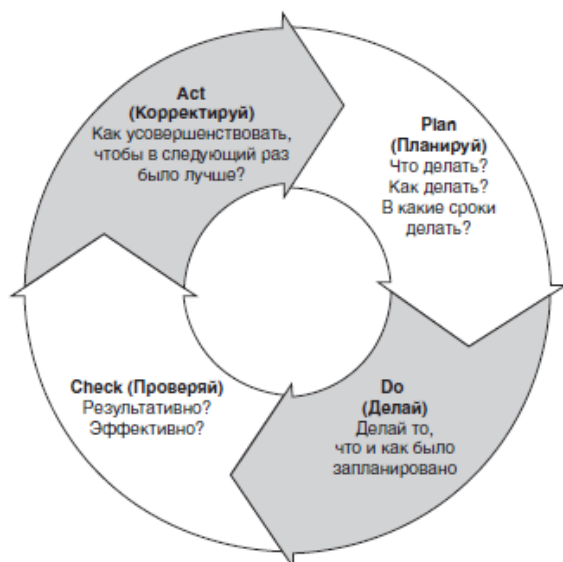 Act
(Корректируй)
Как усовершенствовать,
чтобы в следующий раз
было лучше?
Plan
(Планируй)
Что делать?
Как делать?
В какие сроки
делать?
Do
(Делай)
Делай то,
что и как было
запланировано
Check (Проверяй)
Результативно?
Эффективно?